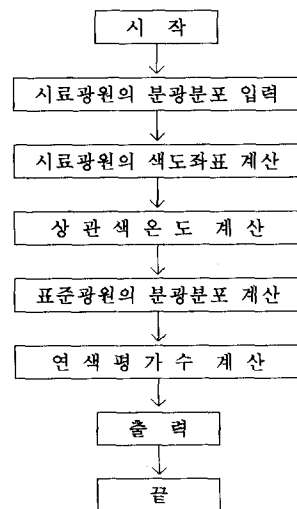 시 작
시료광원의 분광분포 입력
시료광원의 색도좌표 계산
상 관 색 온 도 계 산
표준광원의 분광분포 계산
연 색 평 가 수 계 산
출 력
끝